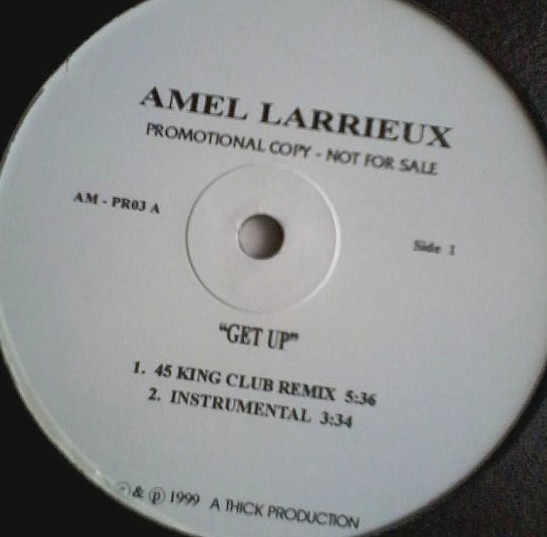 AMEL LARRIEUX
PROMOTIONAL COPY - NOT FOR SALE
AM - PR03 A
Side 1
"GET UP"
1. 45 KING CLUB REMIX 5:36
2. INSTRUMENTAL 3:34
© & ℗ 1999 A THICK PRODUCTION